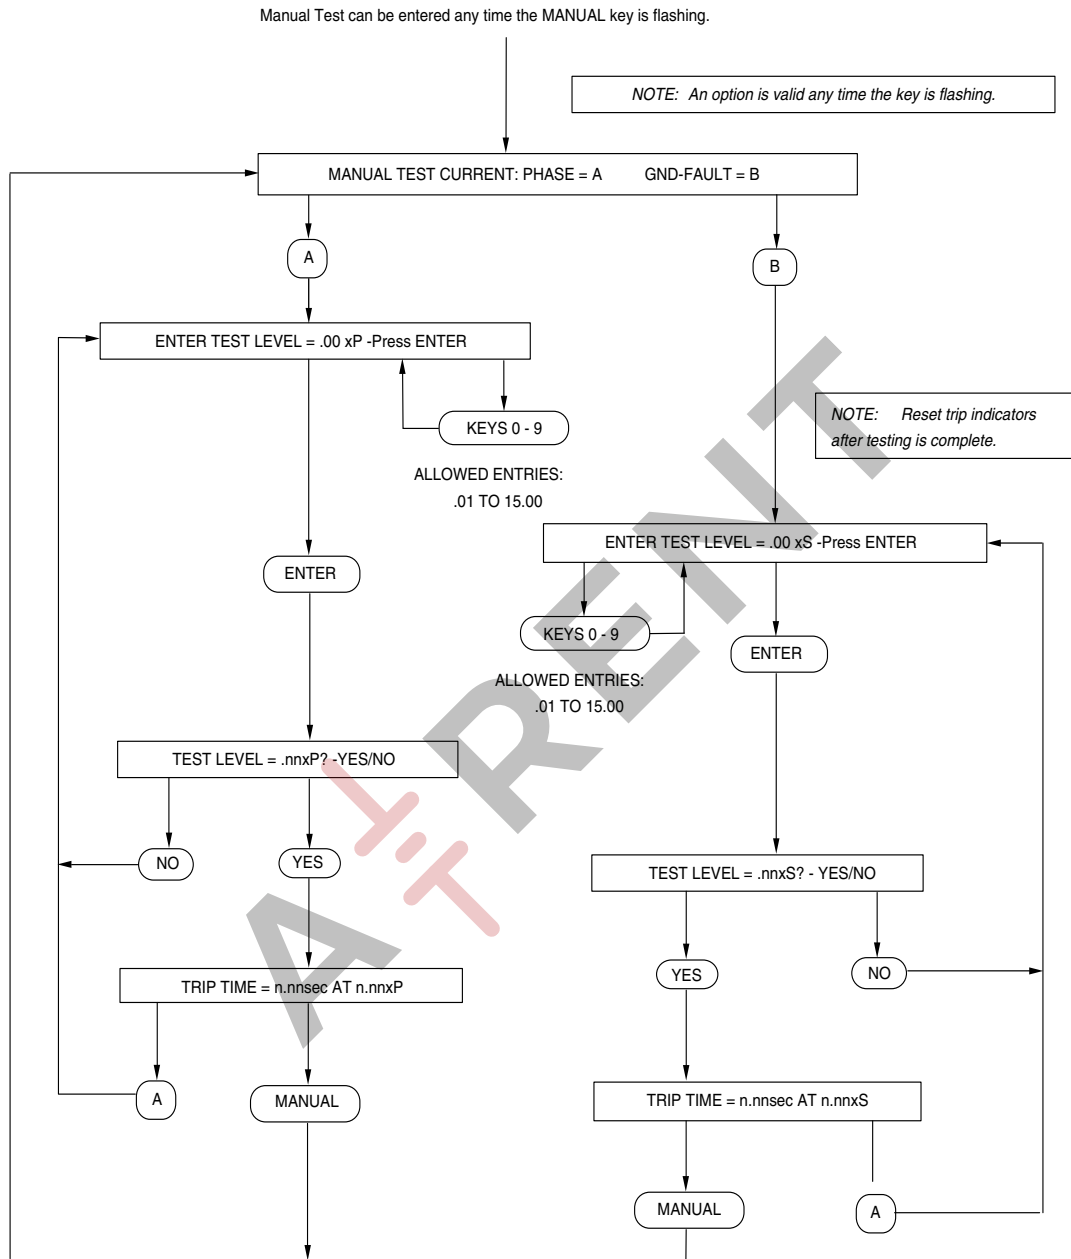 Manual Test can be entered any time the MANUAL key is flashing.
NOTE: An option is valid any time the key is flashing.
MANUAL TEST CURRENT: PHASE = A GND-FAULT = B
A
B
ENTER TEST LEVEL = .00 xP -Press ENTER
KEYS 0 - 9
ALLOWED ENTRIES:
.01 TO 15.00
NOTE: Reset trip indicators
after testing is complete.
ENTER TEST LEVEL = .00 xS -Press ENTER
ENTER
KEYS 0 - 9
ENTER
ALLOWED ENTRIES:
.01 TO 15.00
TEST LEVEL = .nnxP? -YES/NO
NO
YES
TEST LEVEL = .nnxS? - YES/NO
YES
NO
TRIP TIME = n.nnsec AT n.nnxP
A
MANUAL
TRIP TIME = n.nnsec AT n.nnxS
MANUAL
A
A RENT